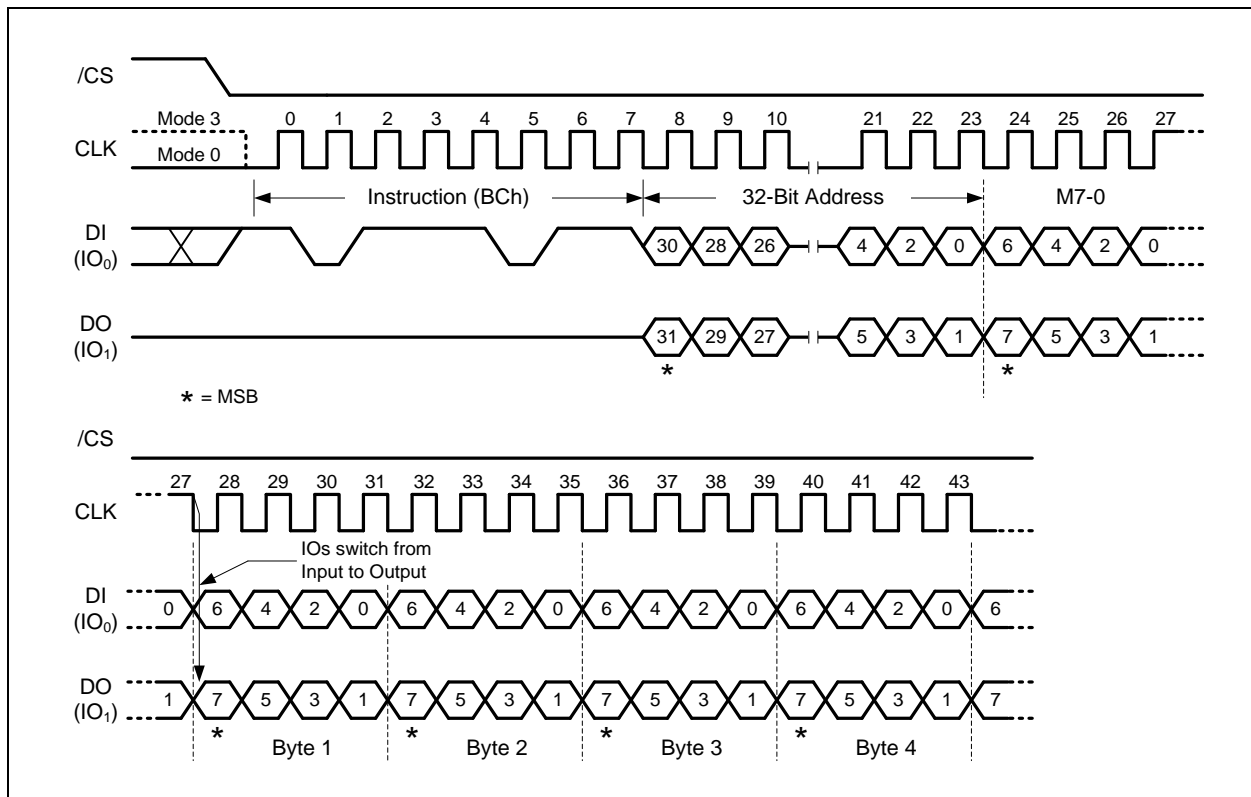 /CS
Mode 3 0 1 2 3 4 5 6 7 8 9 10 21 22 23 24 25 26 27
CLK
Mode 0
Instruction (BCh) 32-Bit Address M7-0
DI
(IO₀)
30 28 26 4 2 0 6 4 2 0
DO
(IO₁)
31 29 27 5 3 1 7 5 3 1
* *
* = MSB
/CS
27 28 29 30 31 32 33 34 35 36 37 38 39 40 41 42 43
CLK
IOs switch from
Input to Output
DI
(IO₀)
0 6 4 2 0 6 4 2 0 6 4 2 0 6 4 2 0 6
DO
(IO₁)
1 7 5 3 1 7 5 3 1 7 5 3 1 7 5 3 1 7
* * * *
Byte 1 Byte 2 Byte 3 Byte 4